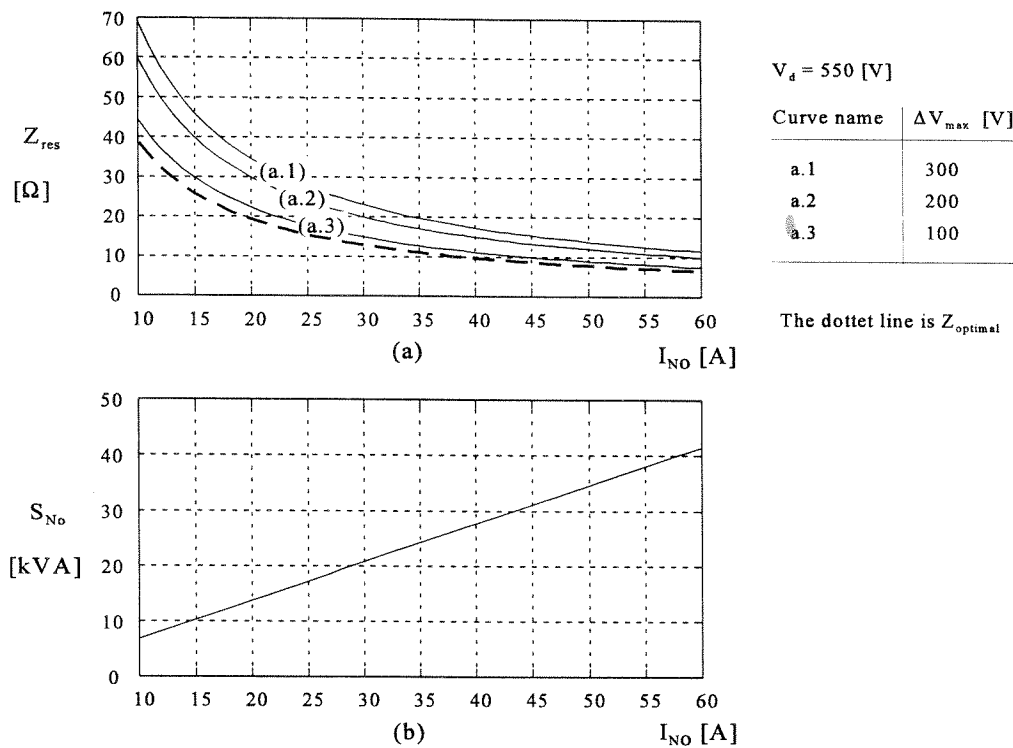 70
60
50
40
30
20
10
0
Z_res
[Ω]
(a.1)
(a.2)
(a.3)
10 15 20 25 30 35 40 45 50 55 60
(a)
I_NO [A]
V_d = 550 [V]
Curve name ΔV_max [V]
a.1 300
a.2 200
a.3 100
The dottet line is Z_optimal
50
40
30
20
10
0
S_No
[kVA]
10 15 20 25 30 35 40 45 50 55 60
(b)
I_NO [A]